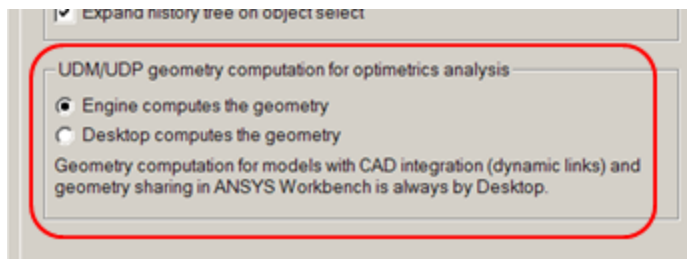 Expand history tree on object select
UDM/UDP geometry computation for optimetrics analysis
Engine computes the geometry
Desktop computes the geometry
Geometry computation for models with CAD integration (dynamic links) and
geometry sharing in ANSYS Workbench is always by Desktop.